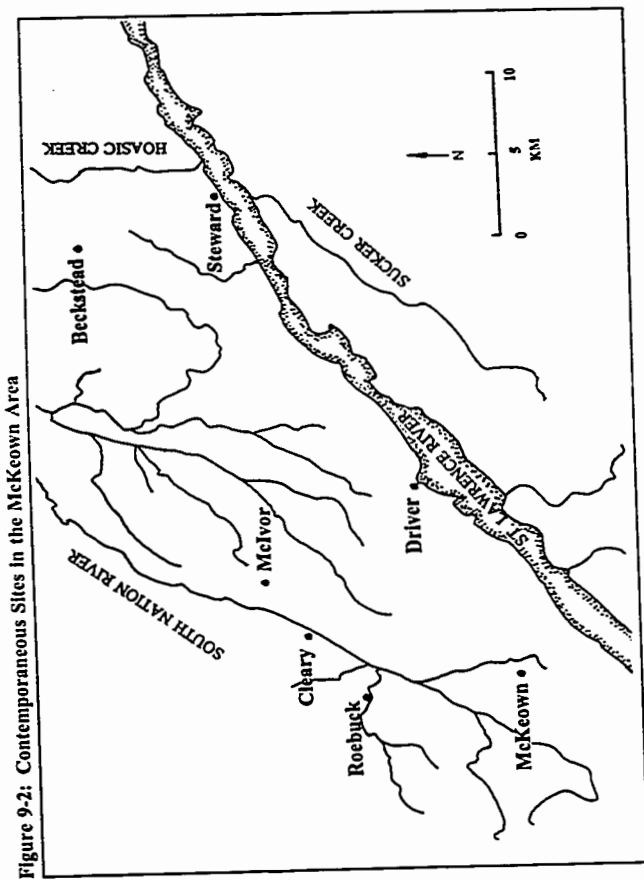 Figure 9-2: Contemporaneous Sites in the McKeown Area
HOASIC CREEK
Beckstead
Steward
SUCKER CREEK
SOUTH NATION RIVER
McIvor
Cleary
Driver
ST. LAWRENCE RIVER
Roebuck
McKeown
N
0
5
10
KM